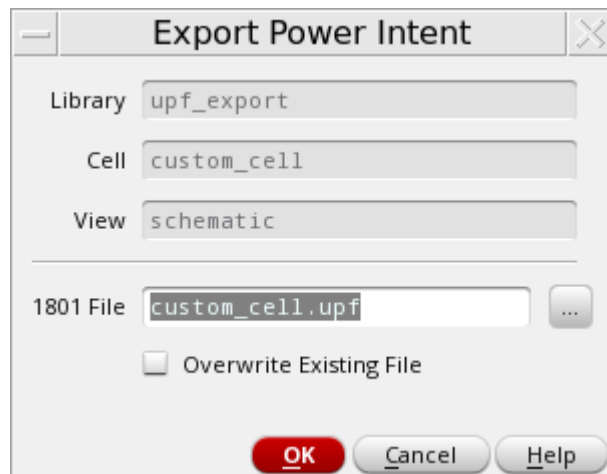 Export Power Intent
Library upf_export
Cell custom_cell
View schematic
1801 File custom_cell.upf ...
Overwrite Existing File
OK Cancel Help